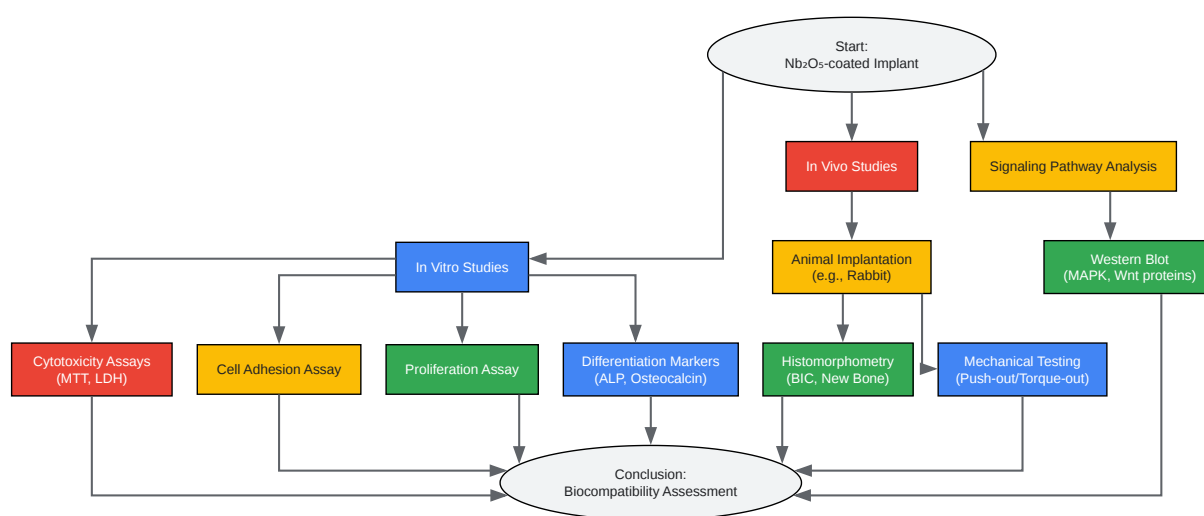 Start:
Nb₂O₅-coated Implant
In Vivo Studies
Signaling Pathway Analysis
In Vitro Studies
Animal Implantation
(e.g., Rabbit)
Western Blot
(MAPK, Wnt proteins)
Cytotoxicity Assays
(MTT, LDH)
Cell Adhesion Assay
Proliferation Assay
Differentiation Markers
(ALP, Osteocalcin)
Histomorphometry
(BIC, New Bone)
Mechanical Testing
(Push-out/Torque-out)
Conclusion:
Biocompatibility Assessment